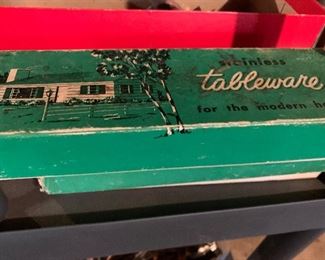 stainless
tableware
for the modern